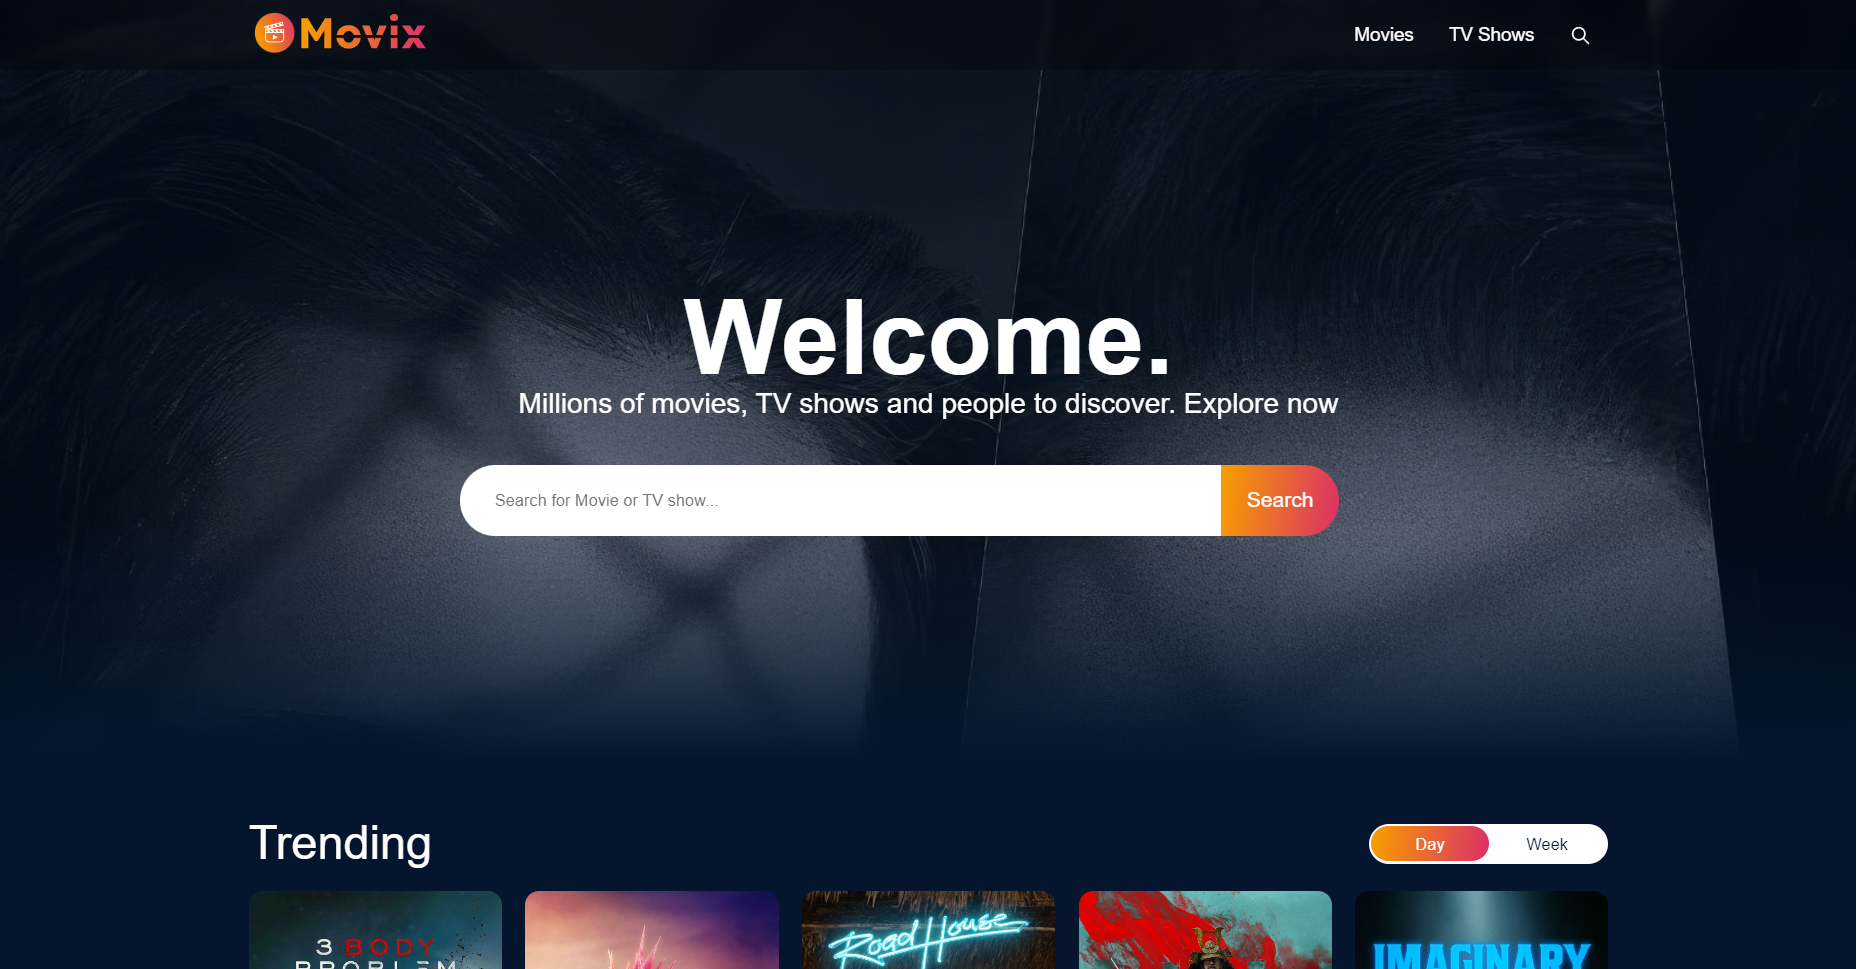 Movix
Movies
TV Shows
Welcome.
Millions of movies, TV shows and people to discover. Explore now
Search for Movie or TV show...
Search
Trending
Day
Week
3 BODY
PROBLEM
Road House
IMAGINARY